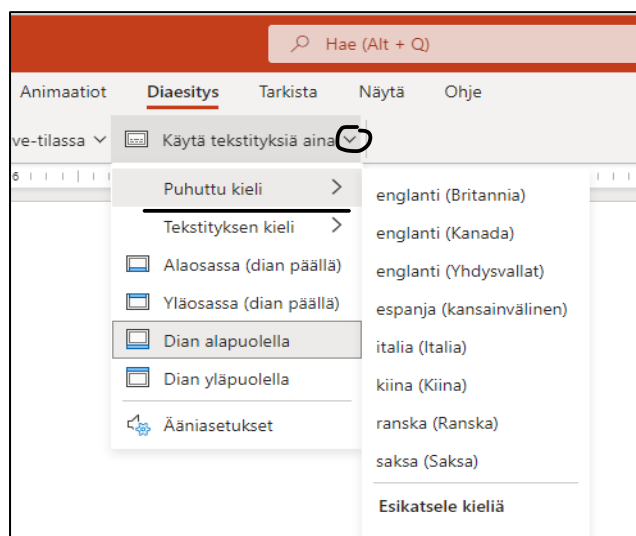 Hae (Alt + Q)
Animaatiot Diaesitys Tarkista Näytä Ohje
ve-tilassa Käytä tekstityksiä aina
6
Puhuttu kieli
Tekstityksen kieli
Alaosassa (dian päällä)
Yläosassa (dian päällä)
Dian alapuolella
Dian yläpuolella
Ääniasetukset
englanti (Britannia)
englanti (Kanada)
englanti (Yhdysvallat)
espanja (kansainvälinen)
italia (Italia)
kiina (Kiina)
ranska (Ranska)
saksa (Saksa)
Esikatsele kieliä